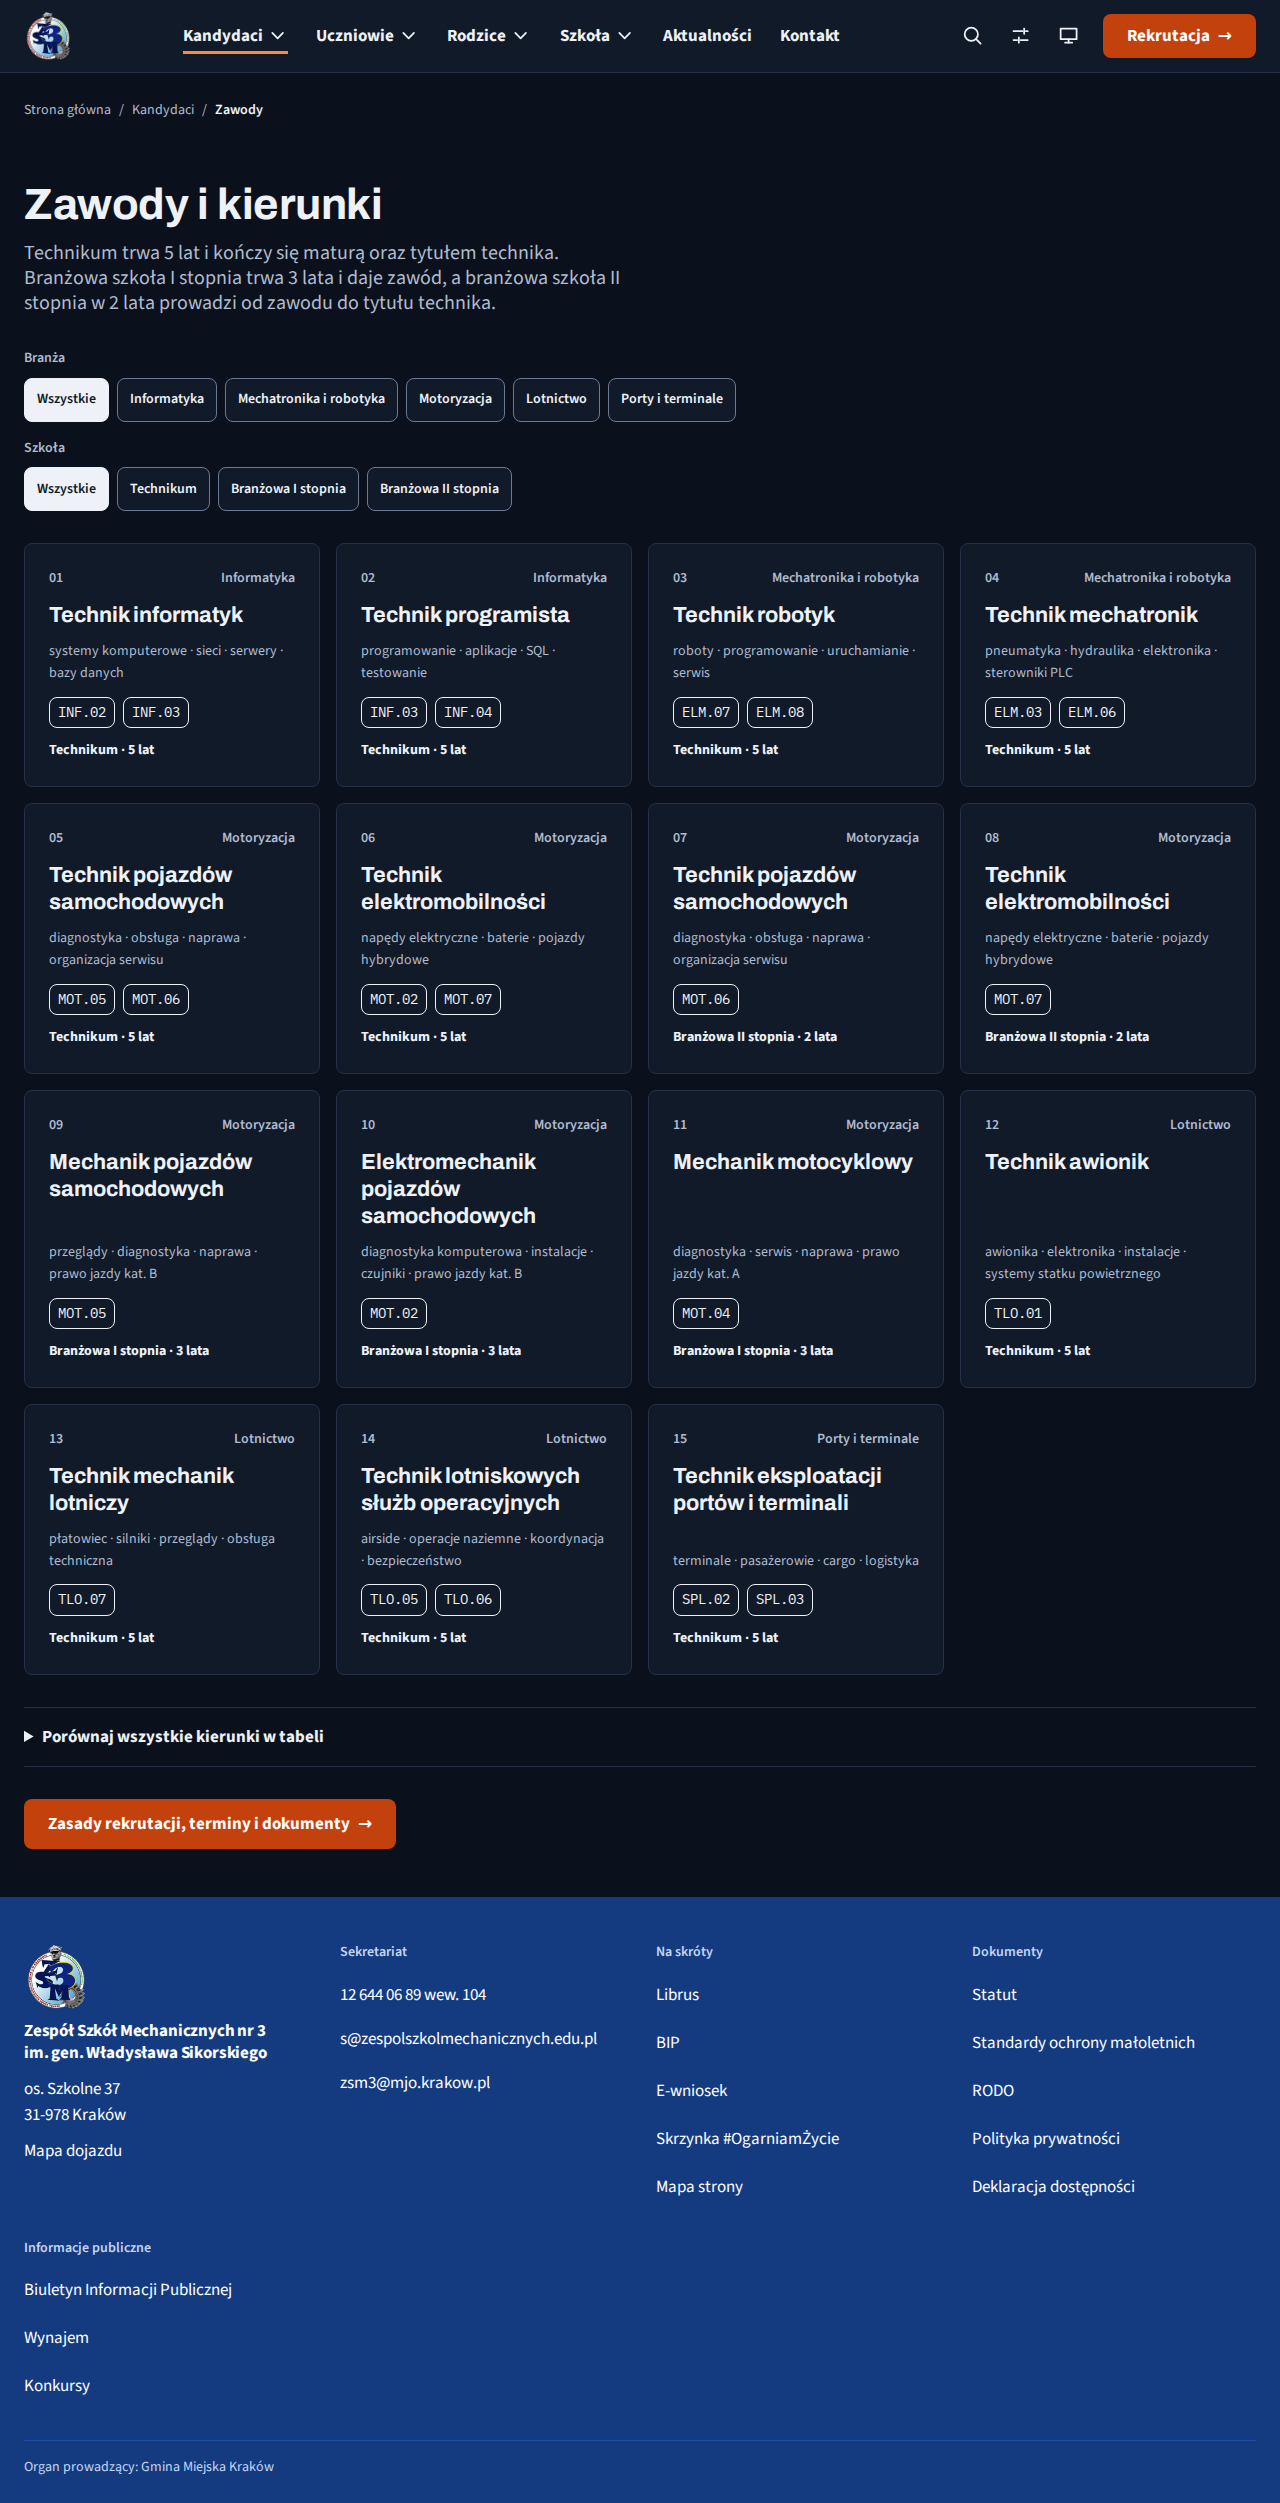 Kandydaci Uczniowie Rodzice Szkoła Aktualności Kontakt Rekrutacja →
Strona główna / Kandydaci / Zawody
Zawody i kierunki
Technikum trwa 5 lat i kończy się maturą oraz tytułem technika.
Branżowa szkoła I stopnia trwa 3 lata i daje zawód, a branżowa szkoła II
stopnia w 2 lata prowadzi od zawodu do tytułu technika.
Branża
Wszystkie Informatyka Mechatronika i robotyka Motoryzacja Lotnictwo Porty i terminale
Szkoła
Wszystkie Technikum Branżowa I stopnia Branżowa II stopnia
01 Informatyka
Technik informatyk
systemy komputerowe · sieci · serwery ·
bazy danych
INF.02 INF.03
Technikum · 5 lat
02 Informatyka
Technik programista
programowanie · aplikacje · SQL ·
testowanie
INF.03 INF.04
Technikum · 5 lat
03 Mechatronika i robotyka
Technik robotyk
roboty · programowanie · uruchamianie ·
serwis
ELM.07 ELM.08
Technikum · 5 lat
04 Mechatronika i robotyka
Technik mechatronik
pneumatyka · hydraulika · elektronika ·
sterowniki PLC
ELM.03 ELM.06
Technikum · 5 lat
05 Motoryzacja
Technik pojazdów
samochodowych
diagnostyka · obsługa · naprawa ·
organizacja serwisu
MOT.05 MOT.06
Technikum · 5 lat
06 Motoryzacja
Technik
elektromobilności
napędy elektryczne · baterie · pojazdy
hybrydowe
MOT.02 MOT.07
Technikum · 5 lat
07 Motoryzacja
Technik pojazdów
samochodowych
diagnostyka · obsługa · naprawa ·
organizacja serwisu
MOT.06
Branżowa II stopnia · 2 lata
08 Motoryzacja
Technik
elektromobilności
napędy elektryczne · baterie · pojazdy
hybrydowe
MOT.07
Branżowa II stopnia · 2 lata
09 Motoryzacja
Mechanik pojazdów
samochodowych
przeglądy · diagnostyka · naprawa ·
prawo jazdy kat. B
MOT.05
Branżowa I stopnia · 3 lata
10 Motoryzacja
Elektromechanik
pojazdów
samochodowych
diagnostyka komputerowa · instalacje ·
czujniki · prawo jazdy kat. B
MOT.02
Branżowa I stopnia · 3 lata
11 Motoryzacja
Mechanik motocyklowy
diagnostyka · serwis · naprawa · prawo
jazdy kat. A
MOT.04
Branżowa I stopnia · 3 lata
12 Lotnictwo
Technik awionik
awionika · elektronika · instalacje ·
systemy statku powietrznego
TLO.01
Technikum · 5 lat
13 Lotnictwo
Technik mechanik
lotniczy
płatowiec · silniki · przeglądy · obsługa
techniczna
TLO.07
Technikum · 5 lat
14 Lotnictwo
Technik lotniskowych
służb operacyjnych
airside · operacje naziemne · koordynacja
· bezpieczeństwo
TLO.05 TLO.06
Technikum · 5 lat
15 Porty i terminale
Technik eksploatacji
portów i terminali
terminale · pasażerowie · cargo · logistyka
SPL.02 SPL.03
Technikum · 5 lat
Porównaj wszystkie kierunki w tabeli
Zasady rekrutacji, terminy i dokumenty →
Zespół Szkół Mechanicznych nr 3
im. gen. Władysława Sikorskiego
os. Szkolne 37
31-978 Kraków
Mapa dojazdu
Sekretariat
12 644 06 89 wew. 104
s@zespolszkolmechanicznych.edu.pl
zsm3@mjo.krakow.pl
Na skróty
Librus
BIP
E-wniosek
Skrzynka #OgarniamŻycie
Mapa strony
Dokumenty
Statut
Standardy ochrony małoletnich
RODO
Polityka prywatności
Deklaracja dostępności
Informacje publiczne
Biuletyn Informacji Publicznej
Wynajem
Konkursy
Organ prowadzący: Gmina Miejska Kraków